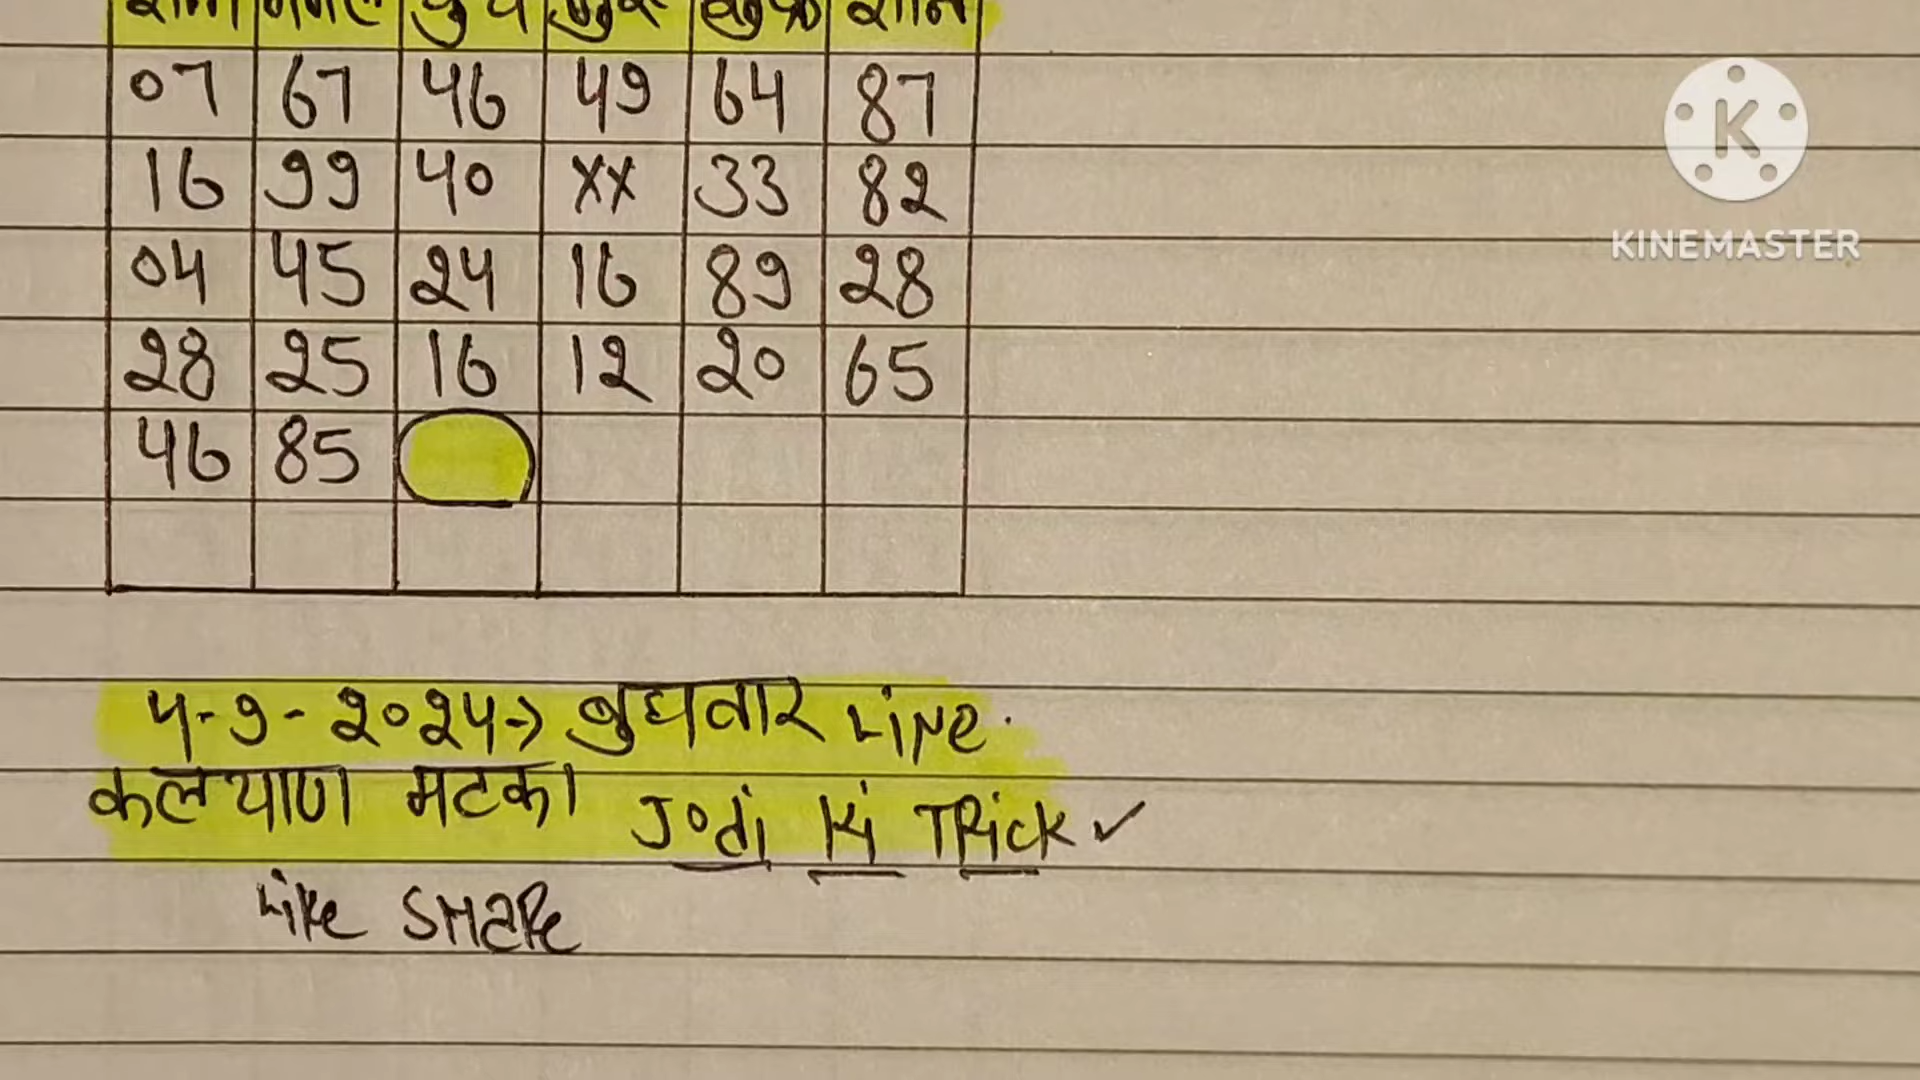 सोम मंगल बुध गुरु शुक्र शनि
07 67 46 49 64 87
16 99 40 XX 33 82
04 45 24 16 89 28
28 25 16 12 20 65
46 85
4-9-2024→ बुधवार LiNe.
कल्याण मटका Jodi Ki TRick ✓
Like SHaRe
K
KINEMASTER